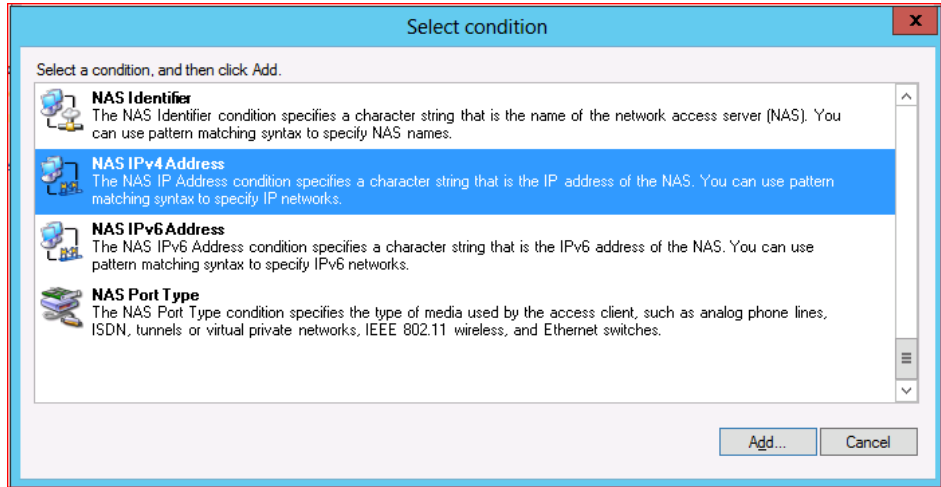 Select condition
x
Select a condition, and then click Add.
NAS Identifier
The NAS Identifier condition specifies a character string that is the name of the network access server (NAS). You
can use pattern matching syntax to specify NAS names.
NAS IPv4 Address
The NAS IP Address condition specifies a character string that is the IP address of the NAS. You can use pattern
matching syntax to specify IP networks.
NAS IPv6 Address
The NAS IPv6 Address condition specifies a character string that is the IPv6 address of the NAS. You can use
pattern matching syntax to specify IPv6 networks.
NAS Port Type
The NAS Port Type condition specifies the type of media used by the access client, such as analog phone lines,
ISDN, tunnels or virtual private networks, IEEE 802.11 wireless, and Ethernet switches.
Add... Cancel